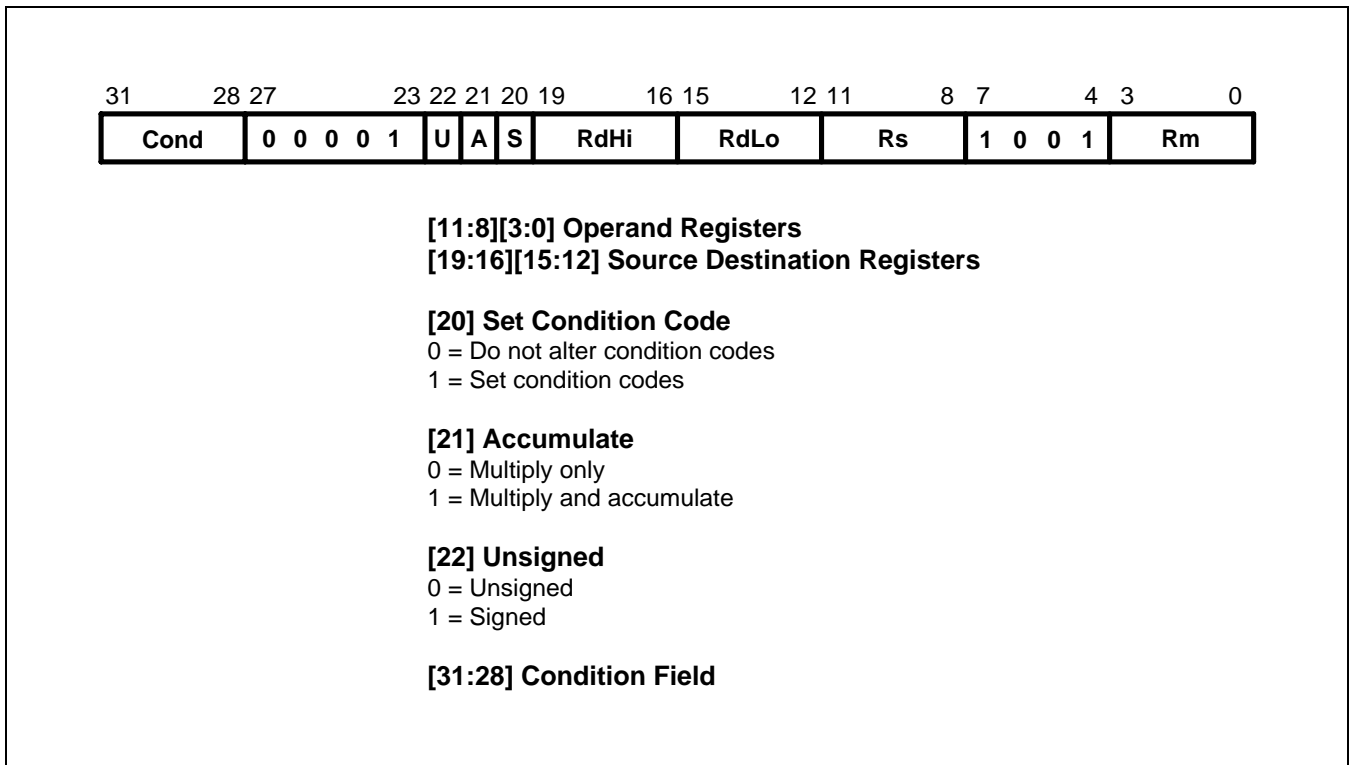 31 28 27 23 22 21 20 19 16 15 12 11 8 7 4 3 0
Cond 0 0 0 0 1 U A S RdHi RdLo Rs 1 0 0 1 Rm
[11:8][3:0] Operand Registers
[19:16][15:12] Source Destination Registers
[20] Set Condition Code
0 = Do not alter condition codes
1 = Set condition codes
[21] Accumulate
0 = Multiply only
1 = Multiply and accumulate
[22] Unsigned
0 = Unsigned
1 = Signed
[31:28] Condition Field